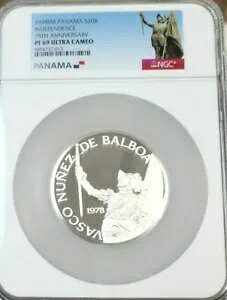 1978FM PANAMA S20B
INDEPENDENCE
75TH ANNIVERSARY
PF 69 ULTRA CAMEO
PANAMA
NGC
VASCO NUÑEZ DE BALBOA
1978